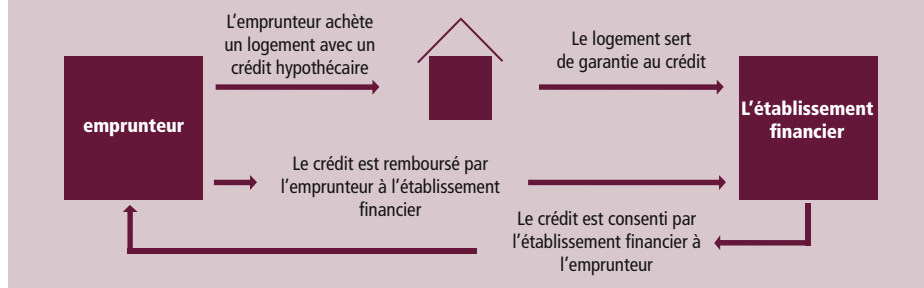 L'emprunteur achète
un logement avec un
crédit hypothécaire
Le logement sert
de garantie au crédit
emprunteur
L'établissement
financier
Le crédit est remboursé par
l'emprunteur à l'établissement
financier
Le crédit est consenti par
l'établissement financier à
l'emprunteur